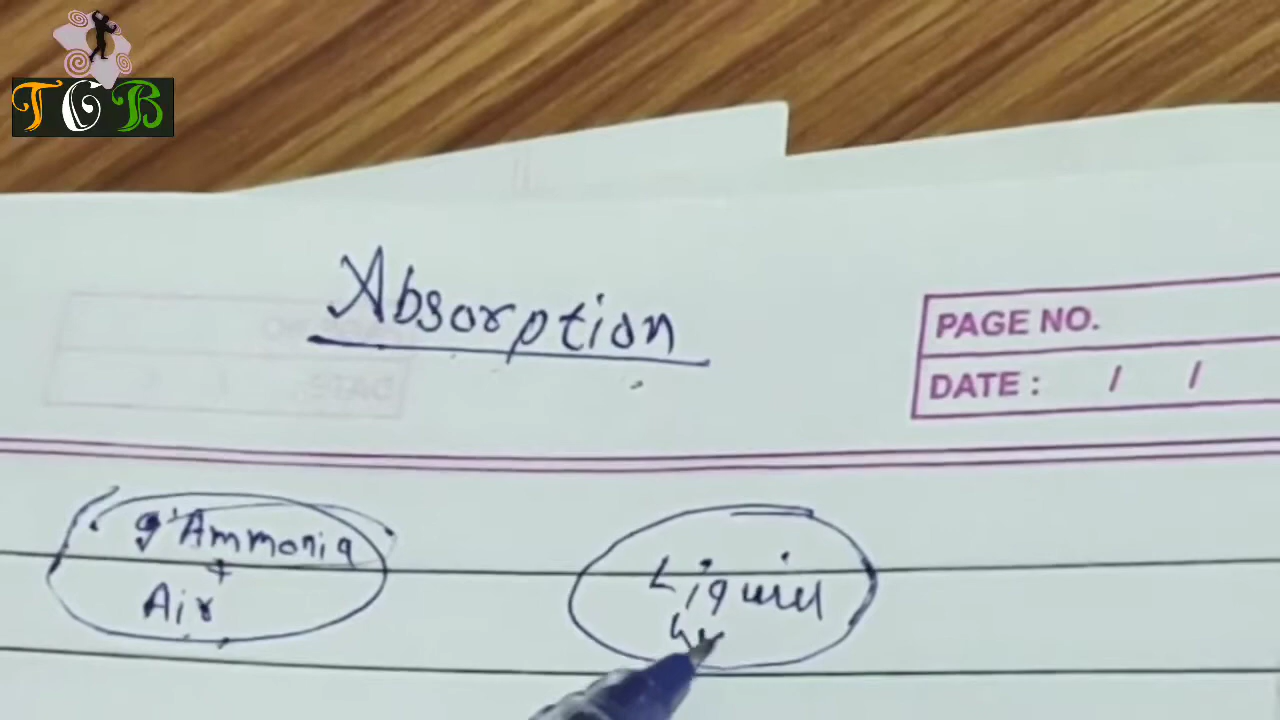 TCB
Absorption
PAGE NO.
DATE : / /
g' Ammonia
+
Air
Liquid